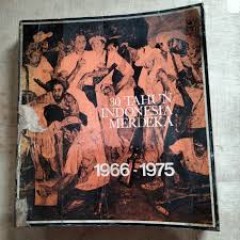 30 TAHUN
INDONESIA
MERDEKA
1966-1975